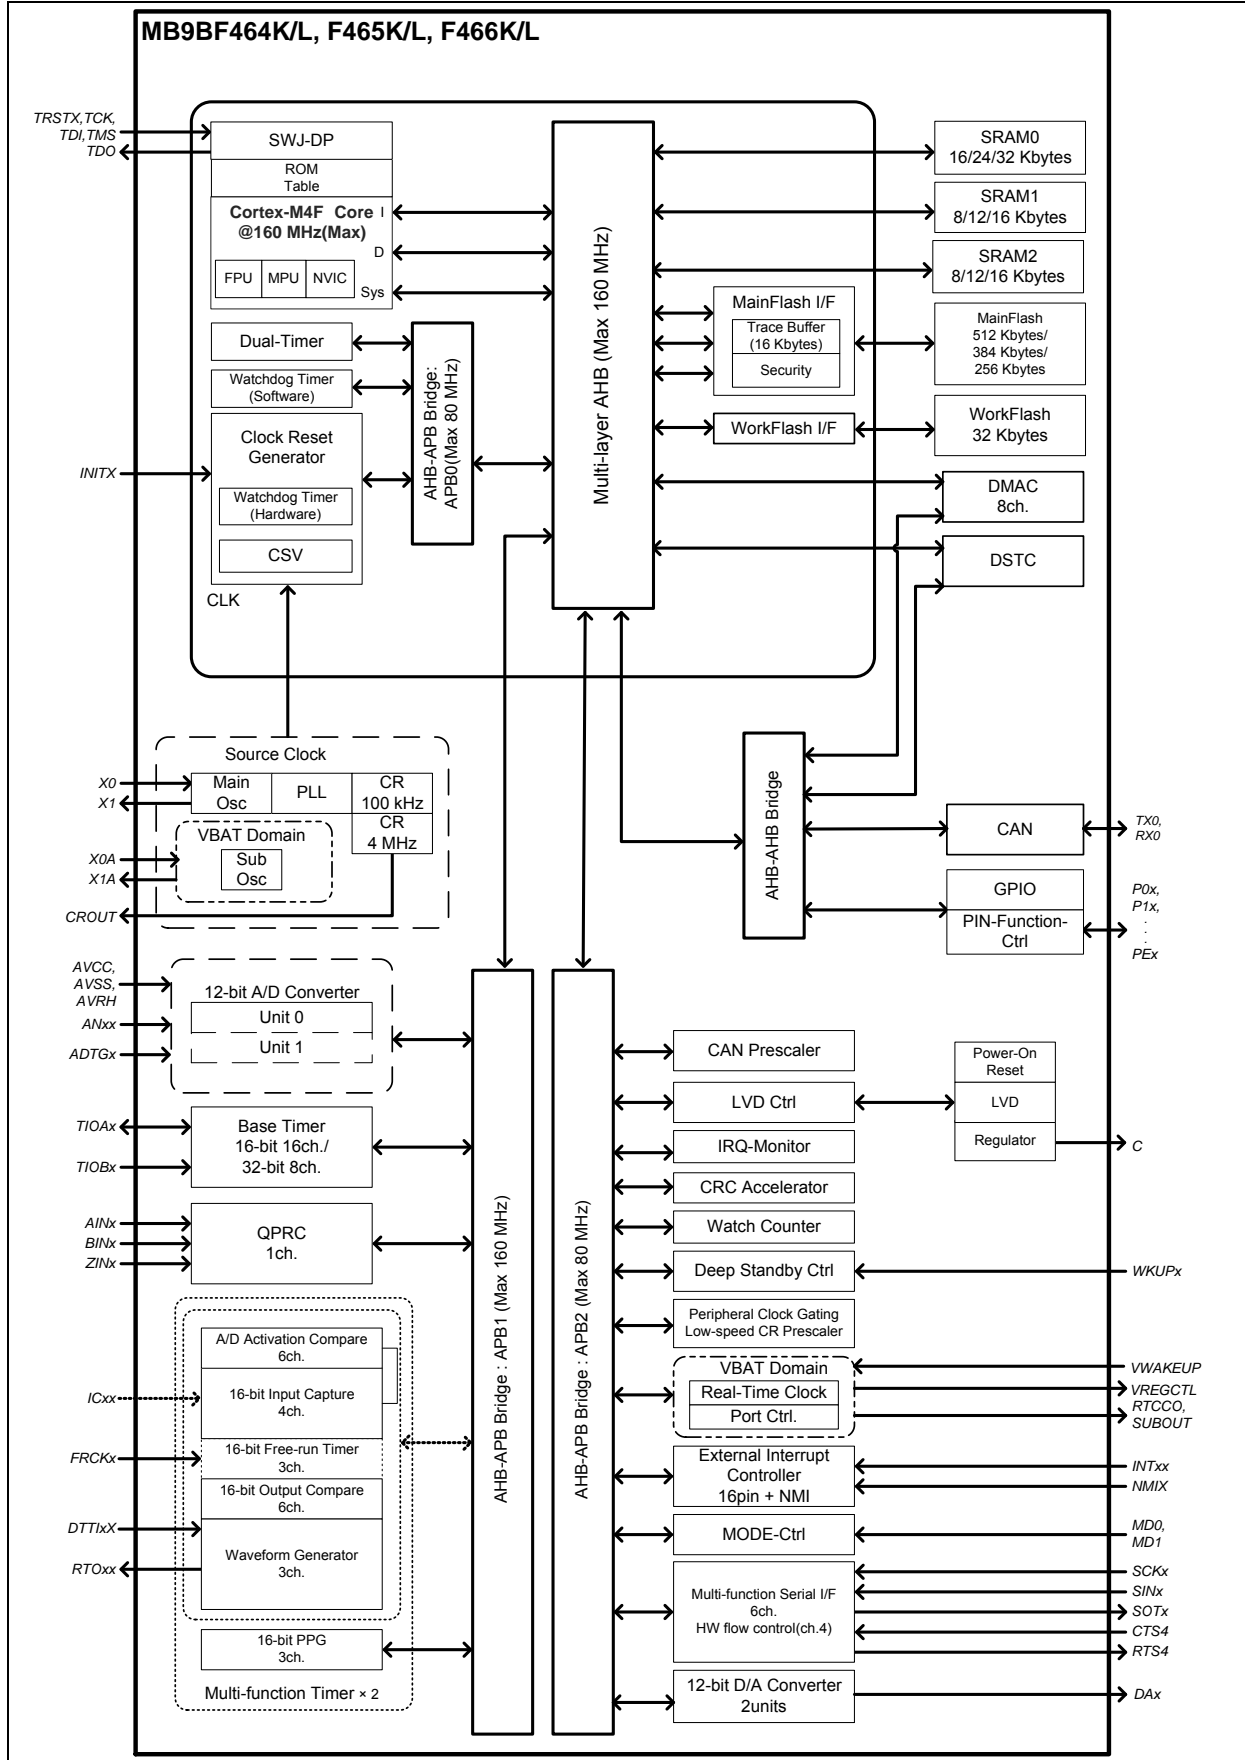 MB9BF464K/L, F465K/L, F466K/L
TRSTX,TCK,
TDI,TMS
TDO
SWJ-DP
ROM
Table
Cortex-M4F Core
@160 MHz(Max)
I
D
Sys
FPU
MPU
NVIC
Dual-Timer
Watchdog Timer
(Software)
Clock Reset
Generator
Watchdog Timer
(Hardware)
CSV
CLK
INITX
AHB-APB Bridge:
APB0(Max 80 MHz)
Multi-layer AHB (Max 160 MHz)
SRAM0
16/24/32 Kbytes
SRAM1
8/12/16 Kbytes
SRAM2
8/12/16 Kbytes
MainFlash I/F
Trace Buffer
(16 Kbytes)
Security
MainFlash
512 Kbytes/
384 Kbytes/
256 Kbytes
WorkFlash I/F
WorkFlash
32 Kbytes
DMAC
8ch.
DSTC
Source Clock
X0
X1
Main
Osc
PLL
CR
100 kHz
CR
4 MHz
VBAT Domain
Sub
Osc
X0A
X1A
CROUT
AHB-AHB Bridge
CAN
TX0,
RX0
GPIO
PIN-Function-
Ctrl
P0x,
P1x,
.
.
PEx
AVCC,
AVSS,
AVRH
ANxx
ADTGx
12-bit A/D Converter
Unit 0
Unit 1
TIOAx
TIOBx
Base Timer
16-bit 16ch./
32-bit 8ch.
AINx
BINx
ZINx
QPRC
1ch.
A/D Activation Compare
6ch.
ICxx
16-bit Input Capture
4ch.
FRCKx
16-bit Free-run Timer
3ch.
16-bit Output Compare
6ch.
DTTIxX
RTOxx
Waveform Generator
3ch.
16-bit PPG
3ch.
Multi-function Timer × 2
AHB-APB Bridge : APB1 (Max 160 MHz)
AHB-APB Bridge : APB2 (Max 80 MHz)
CAN Prescaler
LVD Ctrl
Power-On
Reset
LVD
Regulator
C
IRQ-Monitor
CRC Accelerator
Watch Counter
Deep Standby Ctrl
WKUPx
Peripheral Clock Gating
Low-speed CR Prescaler
VBAT Domain
Real-Time Clock
Port Ctrl.
VWAKEUP
VREGCTL
RTCCO,
SUBOUT
External Interrupt
Controller
16pin + NMI
INTxx
NMIX
MODE-Ctrl
MD0,
MD1
Multi-function Serial I/F
6ch.
HW flow control(ch.4)
SCKx
SINx
SOTx
CTS4
RTS4
12-bit D/A Converter
2units
DAx